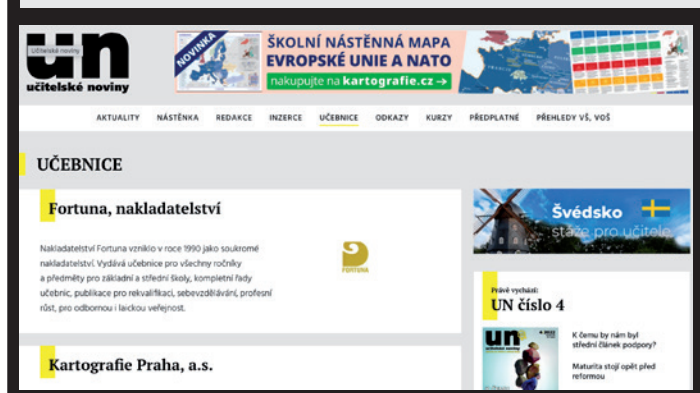 Učitelské noviny
un
učitelské noviny
NOVINKA
ŠKOLNÍ NÁSTĚNNÁ MAPA
EVROPSKÉ UNIE A NATO
nakupujte na kartografie.cz →
AKTUALITY NÁSTĚNKA REDAKCE INZERCE UČEBNICE ODKAZY KURZY PŘEDPLATNÉ PŘEHLEDY VŠ, VOŠ
UČEBNICE
Fortuna, nakladatelství
Nakladatelství Fortuna vzniklo v roce 1990 jako soukromé
nakladatelství. Vydává učebnice pro všechny ročníky
a předměty pro základní a střední školy, kompletní řady
učebnic, publikace pro rekvalifikaci, sebevzdělávání, profesní
růst, pro odbornou i laickou veřejnost.
FORTUNA
Kartografie Praha, a.s.
Švédsko
stáže pro učitele
Právě vychází:
UN číslo 4
un
učitelské noviny
K čemu by nám byl
střední článek podpory?
Maturita stojí opět před
reformou